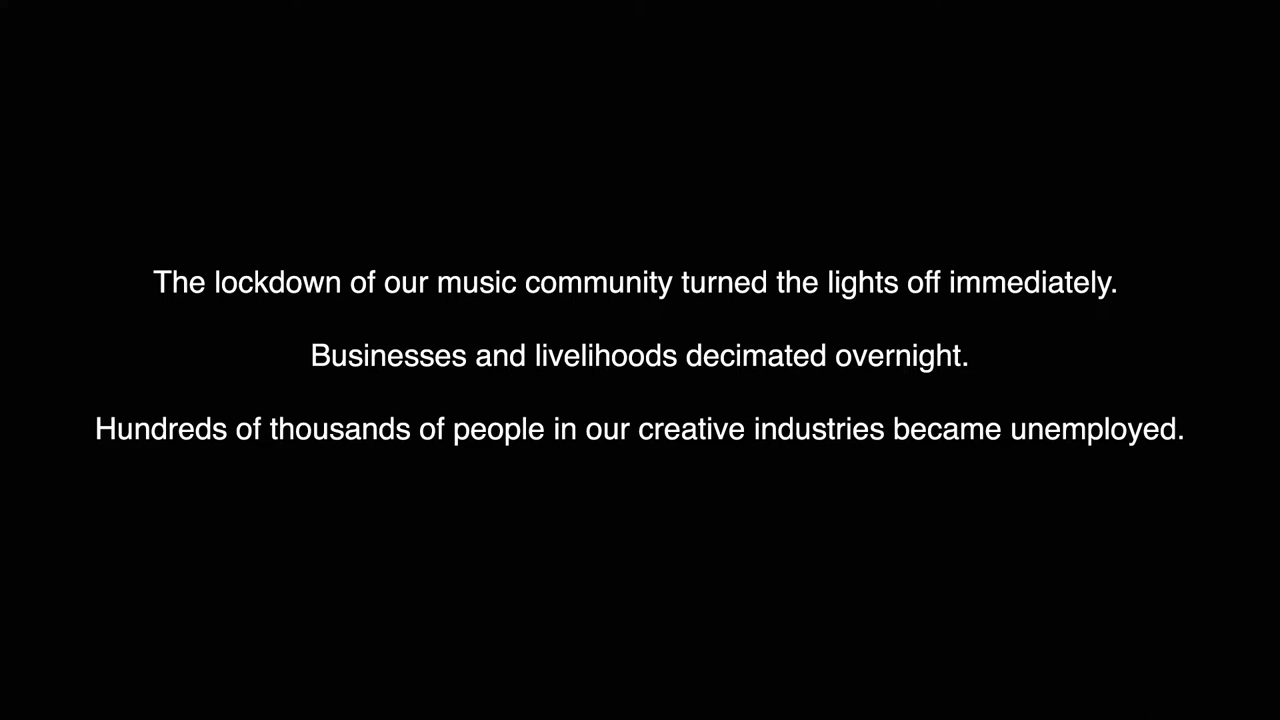 The lockdown of our music community turned the lights off immediately.
Businesses and livelihoods decimated overnight.
Hundreds of thousands of people in our creative industries became unemployed.